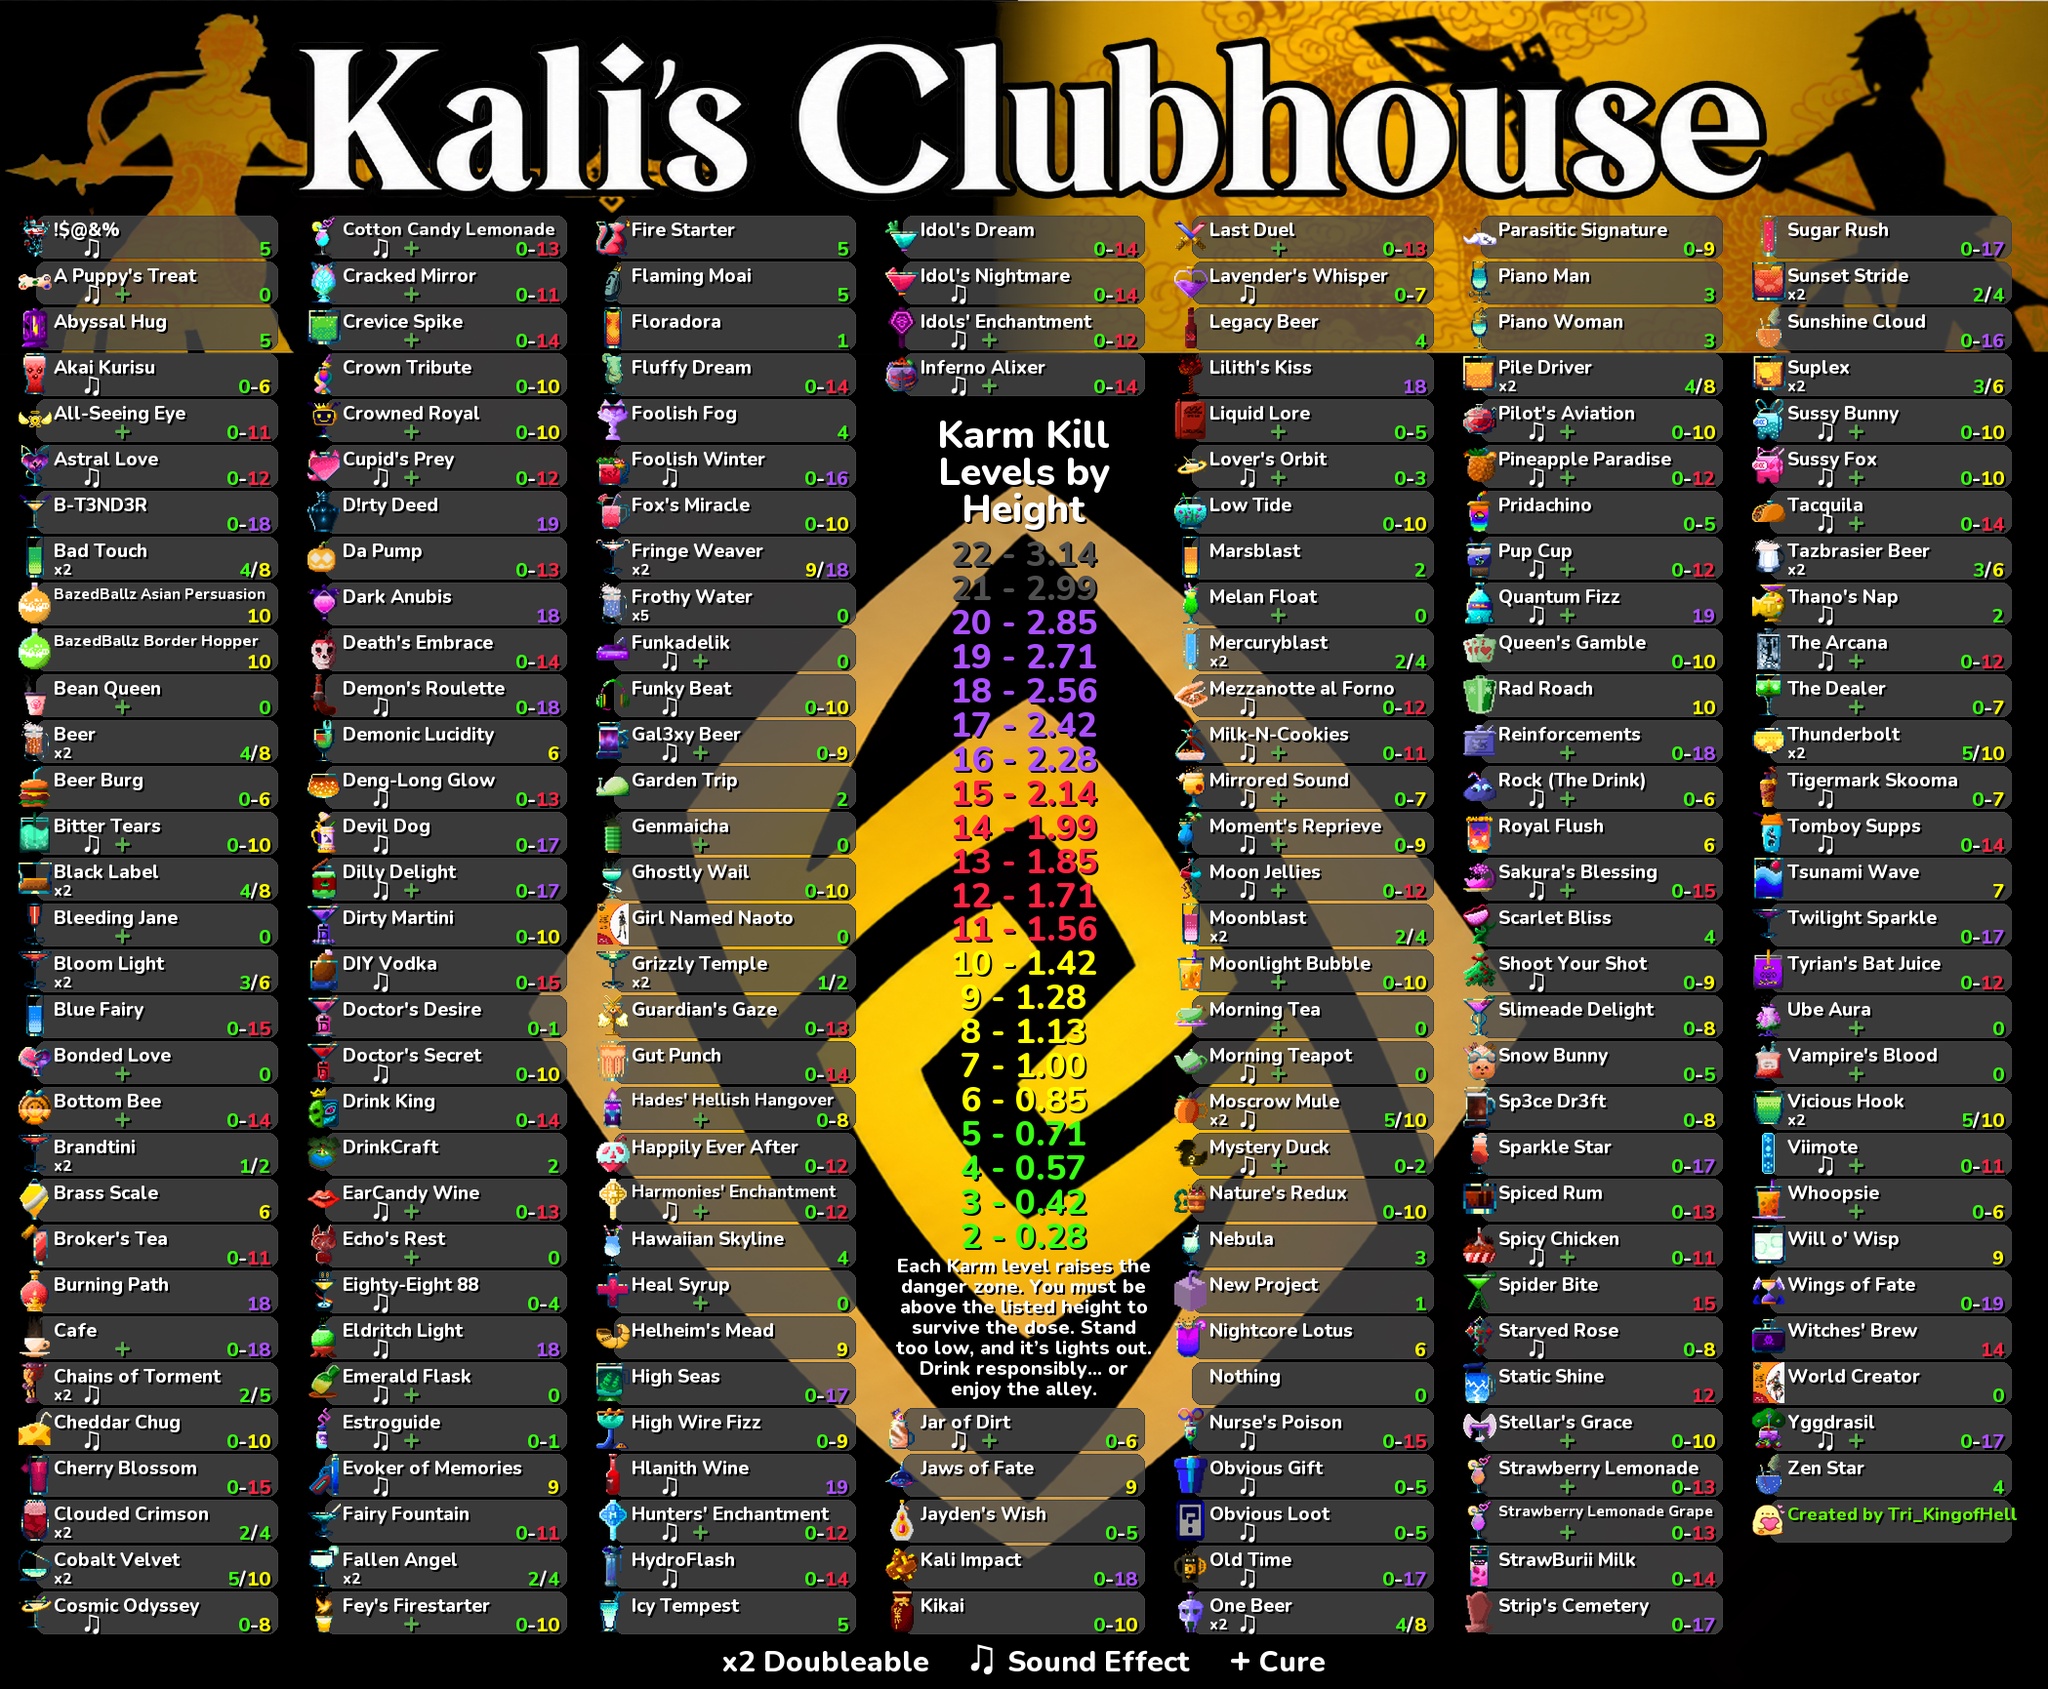 Kali's Clubhouse
!$@&%
♫ 5
A Puppy's Treat
♫ + 0
Abyssal Hug
5
Akai Kurisu
♫ 0-6
All-Seeing Eye
+ 0-11
Astral Love
♫ 0-12
B-T3ND3R
0-18
Bad Touch
x2 4/8
BazedBallz Asian Persuasion
10
BazedBallz Border Hopper
10
Bean Queen
+ 0
Beer
x2 4/8
Beer Burg
0-6
Bitter Tears
♫ + 0-10
Black Label
x2 4/8
Bleeding Jane
+ 0
Bloom Light
x2 3/6
Blue Fairy
0-15
Bonded Love
+ 0
Bottom Bee
+ 0-14
Brandtini
x2 1/2
Brass Scale
6
Broker's Tea
0-11
Burning Path
18
Cafe
+ 0-18
Chains of Torment
x2 ♫ 2/5
Cheddar Chug
♫ 0-10
Cherry Blossom
0-15
Clouded Crimson
x2 2/4
Cobalt Velvet
x2 5/10
Cosmic Odyssey
♫ 0-8
Cotton Candy Lemonade
♫ + 0-13
Cracked Mirror
+ 0-11
Crevice Spike
+ 0-14
Crown Tribute
0-10
Crowned Royal
+ 0-10
Cupid's Prey
♫ + 0-12
D!rty Deed
19
Da Pump
0-13
Dark Anubis
18
Death's Embrace
0-14
Demon's Roulette
♫ 0-18
Demonic Lucidity
6
Deng-Long Glow
♫ 0-13
Devil Dog
♫ 0-17
Dilly Delight
♫ + 0-17
Dirty Martini
0-10
DIY Vodka
♫ 0-15
Doctor's Desire
0-1
Doctor's Secret
♫ 0-10
Drink King
0-14
DrinkCraft
2
EarCandy Wine
♫ + 0-13
Echo's Rest
+ 0
Eighty-Eight 88
♫ 0-4
Eldritch Light
♫ 18
Emerald Flask
♫ + 0
Estroguide
♫ + 0-1
Evoker of Memories
♫ 9
Fairy Fountain
0-11
Fallen Angel
x2 2/4
Fey's Firestarter
+ 0-10
Fire Starter
5
Flaming Moai
5
Floradora
1
Fluffy Dream
0-14
Foolish Fog
4
Foolish Winter
♫ 0-16
Fox's Miracle
0-10
Fringe Weaver
x2 9/18
Frothy Water
x5 0
Funkadelik
♫ + 0
Funky Beat
♫ 0-10
Gal3xy Beer
♫ + 0-9
Garden Trip
2
Genmaicha
+ 0
Ghostly Wail
0-10
Girl Named Naoto
0
Grizzly Temple
x2 1/2
Guardian's Gaze
0-13
Gut Punch
0-14
Hades' Hellish Hangover
+ 0-8
Happily Ever After
0-12
Harmonies' Enchantment
♫ + 0-12
Hawaiian Skyline
4
Heal Syrup
+ 0
Helheim's Mead
9
High Seas
0-17
High Wire Fizz
0-9
Hlanith Wine
19
Hunters' Enchantment
♫ + 0-12
HydroFlash
♫ 0-14
Icy Tempest
5
Idol's Dream
0-14
Idol's Nightmare
♫ 0-14
Idols' Enchantment
♫ + 0-12
Inferno Alixer
♫ + 0-14
Karm Kill
Levels by
Height
22 - 3.14
21 - 2.99
20 - 2.85
19 - 2.71
18 - 2.56
17 - 2.42
16 - 2.28
15 - 2.14
14 - 1.99
13 - 1.85
12 - 1.71
11 - 1.56
10 - 1.42
9 - 1.28
8 - 1.13
7 - 1.00
6 - 0.85
5 - 0.71
4 - 0.57
3 - 0.42
2 - 0.28
Each Karm level raises the
danger zone. You must be
above the listed height to
survive the dose. Stand
too low, and it's lights out.
Drink responsibly... or
enjoy the alley.
Jar of Dirt
♫ + 0-6
Jaws of Fate
9
Jayden's Wish
0-5
Kali Impact
0-18
Kikai
0-10
Last Duel
+ 0-13
Lavender's Whisper
♫ 0-7
Legacy Beer
4
Lilith's Kiss
18
Liquid Lore
+ 0-5
Lover's Orbit
♫ + 0-3
Low Tide
0-10
Marsblast
2
Melan Float
+ 0
Mercuryblast
x2 2/4
Mezzanotte al Forno
♫ 0-12
Milk-N-Cookies
♫ + 0-11
Mirrored Sound
♫ + 0-7
Moment's Reprieve
♫ + 0-9
Moon Jellies
♫ + 0-12
Moonblast
x2 2/4
Moonlight Bubble
+ 0-10
Morning Tea
+ 0
Morning Teapot
♫ + 0
Moscrow Mule
x2 ♫ 5/10
Mystery Duck
♫ + 0-2
Nature's Redux
0-10
Nebula
3
New Project
1
Nightcore Lotus
6
Nothing
0
Nurse's Poison
♫ 0-15
Obvious Gift
♫ 0-5
Obvious Loot
♫ 0-5
Old Time
♫ 0-17
One Beer
x2 ♫ 4/8
Parasitic Signature
0-9
Piano Man
3
Piano Woman
3
Pile Driver
x2 4/8
Pilot's Aviation
♫ + 0-10
Pineapple Paradise
♫ + 0-12
Pridachino
0-5
Pup Cup
♫ + 0-12
Quantum Fizz
♫ + 19
Queen's Gamble
0-10
Rad Roach
10
Reinforcements
+ 0-18
Rock (The Drink)
♫ + 0-6
Royal Flush
6
Sakura's Blessing
♫ + 0-15
Scarlet Bliss
4
Shoot Your Shot
♫ 0-9
Slimeade Delight
0-8
Snow Bunny
0-5
Sp3ce Dr3ft
0-8
Sparkle Star
0-17
Spiced Rum
0-13
Spicy Chicken
♫ + 0-11
Spider Bite
15
Starved Rose
♫ 0-8
Static Shine
12
Stellar's Grace
+ 0-10
Strawberry Lemonade
+ 0-13
Strawberry Lemonade Grape
+ 0-13
StrawBurii Milk
0-14
Strip's Cemetery
0-17
Sugar Rush
0-17
Sunset Stride
x2 2/4
Sunshine Cloud
0-16
Suplex
x2 3/6
Sussy Bunny
♫ + 0-10
Sussy Fox
♫ + 0-10
Tacquila
♫ + 0-14
Tazbrasier Beer
x2 3/6
Thano's Nap
2
The Arcana
♫ + 0-12
The Dealer
+ 0-7
Thunderbolt
x2 5/10
Tigermark Skooma
♫ 0-7
Tomboy Supps
♫ 0-14
Tsunami Wave
7
Twilight Sparkle
0-17
Tyrian's Bat Juice
0-12
Ube Aura
+ 0
Vampire's Blood
+ 0
Vicious Hook
x2 5/10
Viimote
♫ + 0-11
Whoopsie
+ 0-6
Will o' Wisp
9
Wings of Fate
0-19
Witches' Brew
14
World Creator
0
Yggdrasil
♫ + 0-17
Zen Star
4
Created by Tri_KingofHell
x2 Doubleable ♫ Sound Effect + Cure